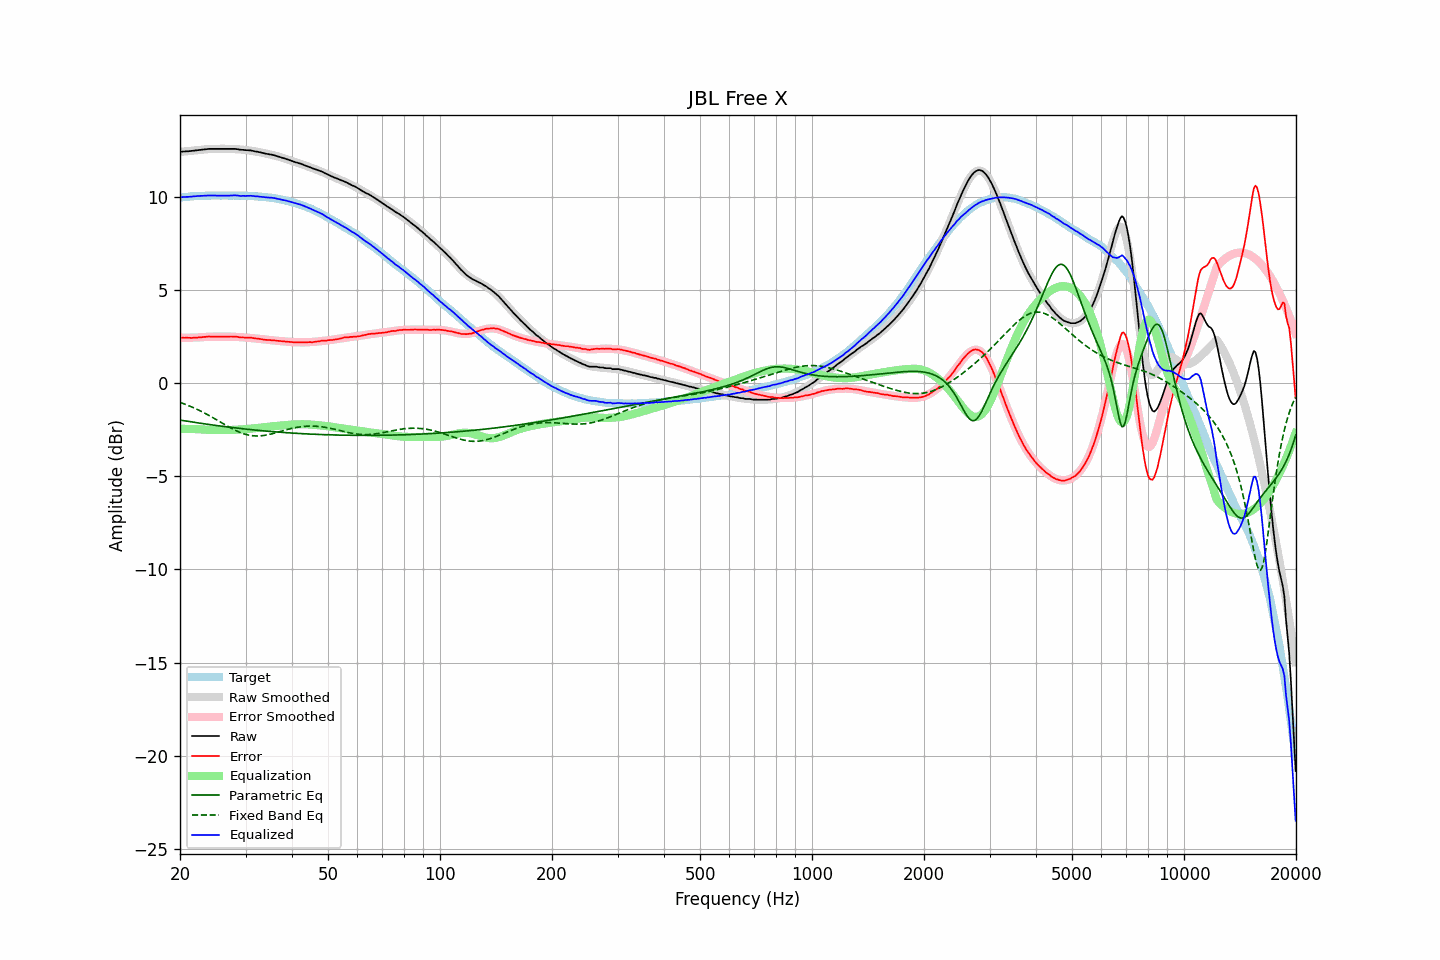 JBL Free X
Amplitude (dBr)
10
5
0
−5
−10
−15
−20
−25
Target
Raw Smoothed
Error Smoothed
Raw
Error
Equalization
Parametric Eq
Fixed Band Eq
Equalized
20 50 100 200 500 1000 2000 5000 10000 20000
Frequency (Hz)